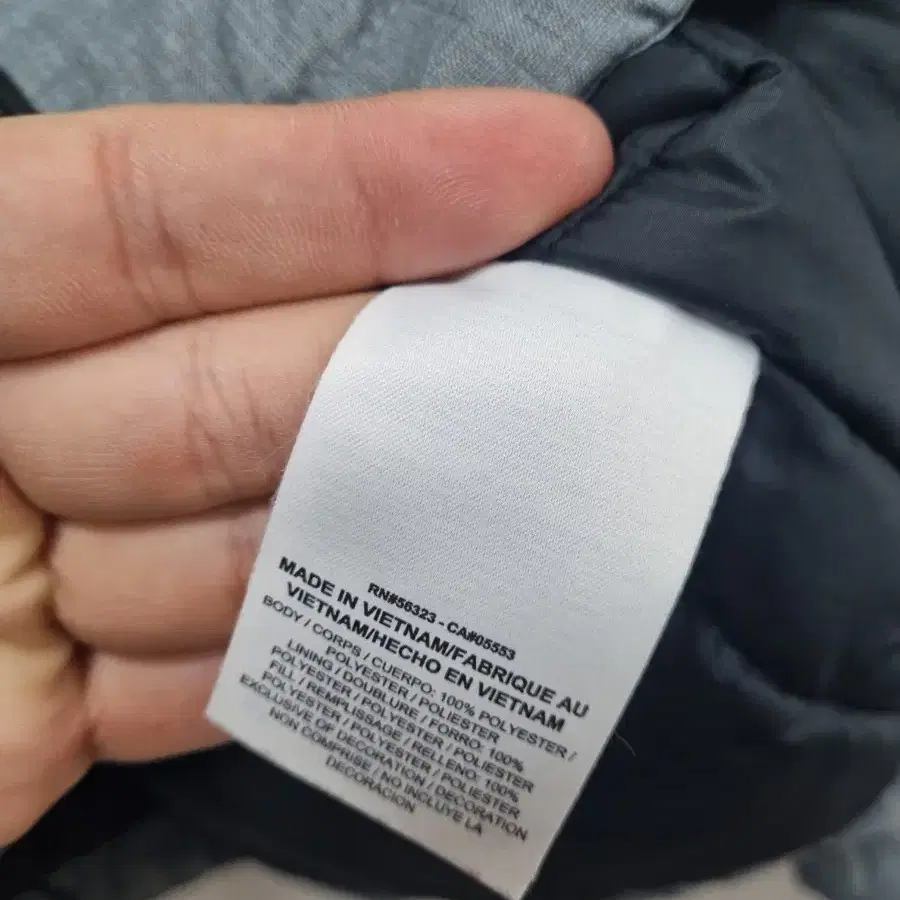 RN#56323 - CA#05553
MADE IN VIETNAM/FABRIQUE AU
VIETNAM/HECHO EN VIETNAM
BODY / CORPS / CUERPO: 100% POLYESTER /
POLYESTER / POLIESTER
LINING / DOUBLURE / FORRO: 100%
POLYESTER / POLYESTER / POLIESTER
FILL / REMPLISSAGE / RELLENO: 100%
POLYESTER / POLYESTER / POLIESTER
EXCLUSIVE OF DECORATION / DECORATION
NON COMPRISE / NO INCLUYE LA
DECORACION